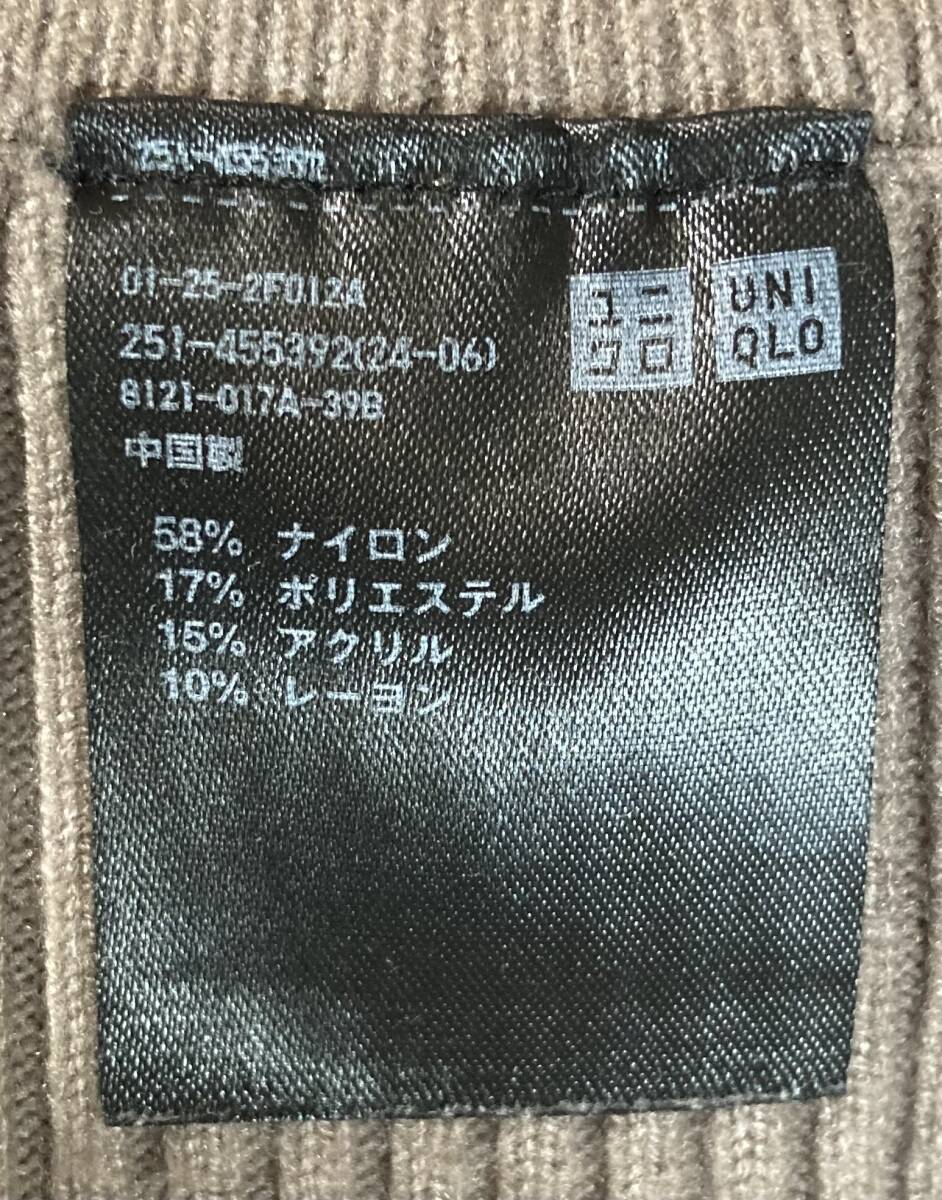 01-25-2F012A
251-455392(24-06)
8121-017A-39B
中国製
ユニ
クロ
UNI
QLO
58% ナイロン
17% ポリエステル
15% アクリル
10% レーヨン